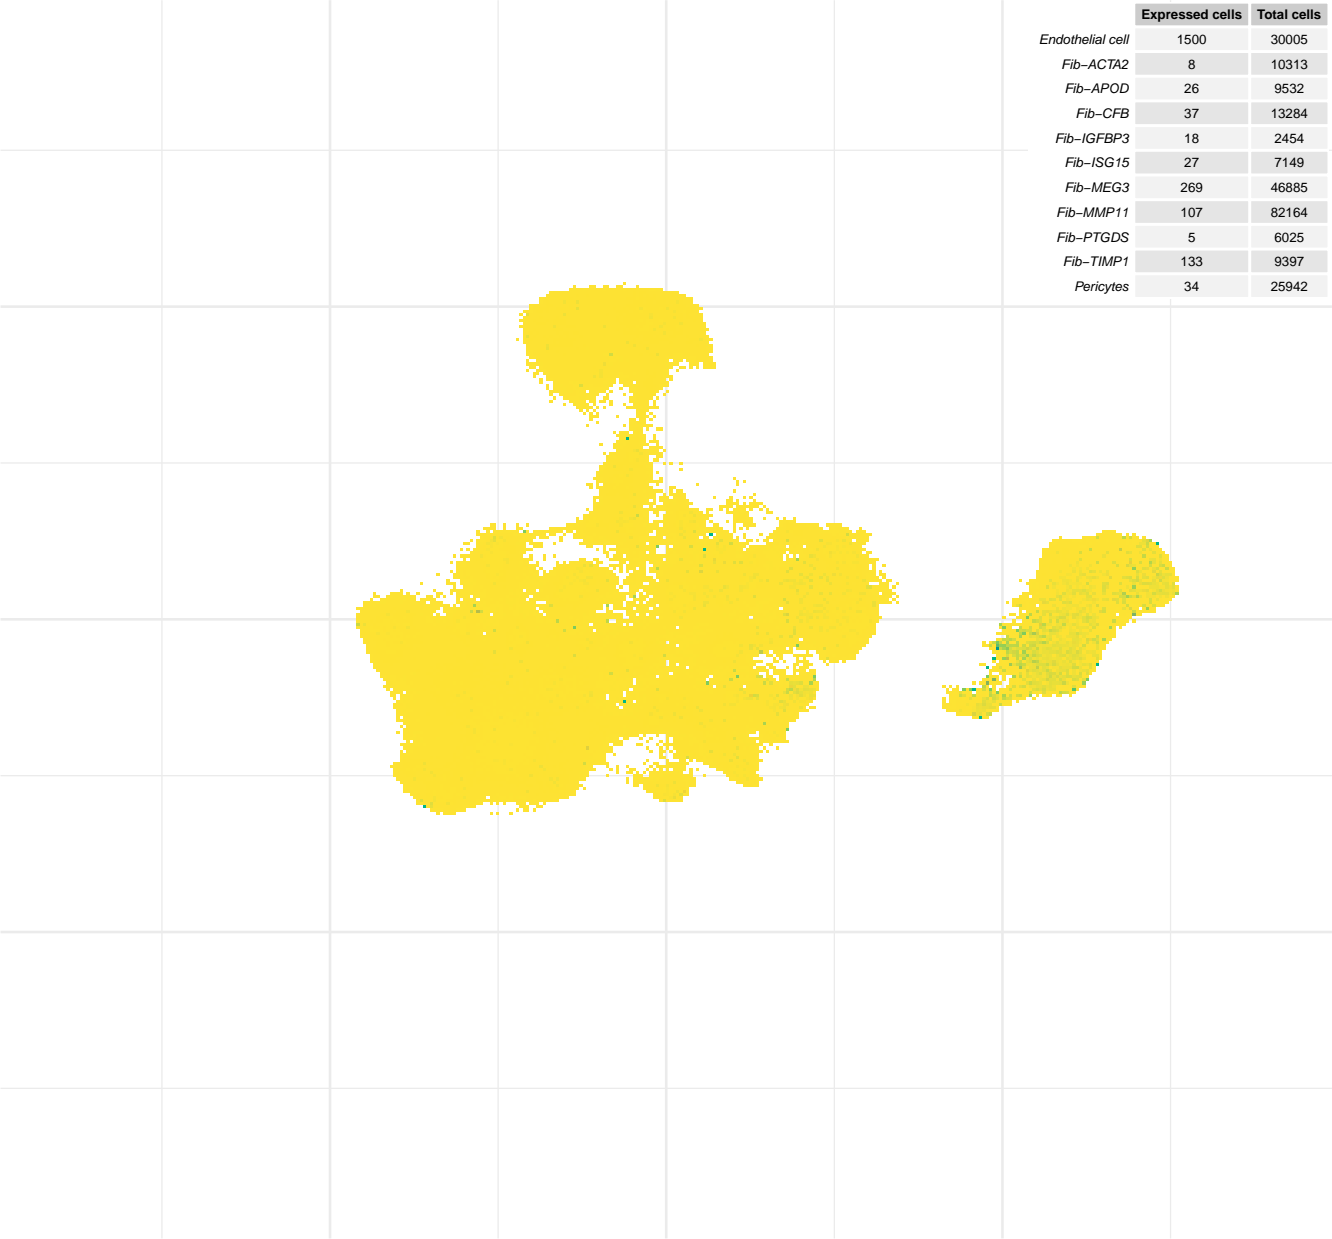 Expressed cells Total cells
Endothelial cell 1500 30005
Fib−ACTA2 8 10313
Fib−APOD 26 9532
Fib−CFB 37 13284
Fib−IGFBP3 18 2454
Fib−ISG15 27 7149
Fib−MEG3 269 46885
Fib−MMP11 107 82164
Fib−PTGDS 5 6025
Fib−TIMP1 133 9397
Pericytes 34 25942